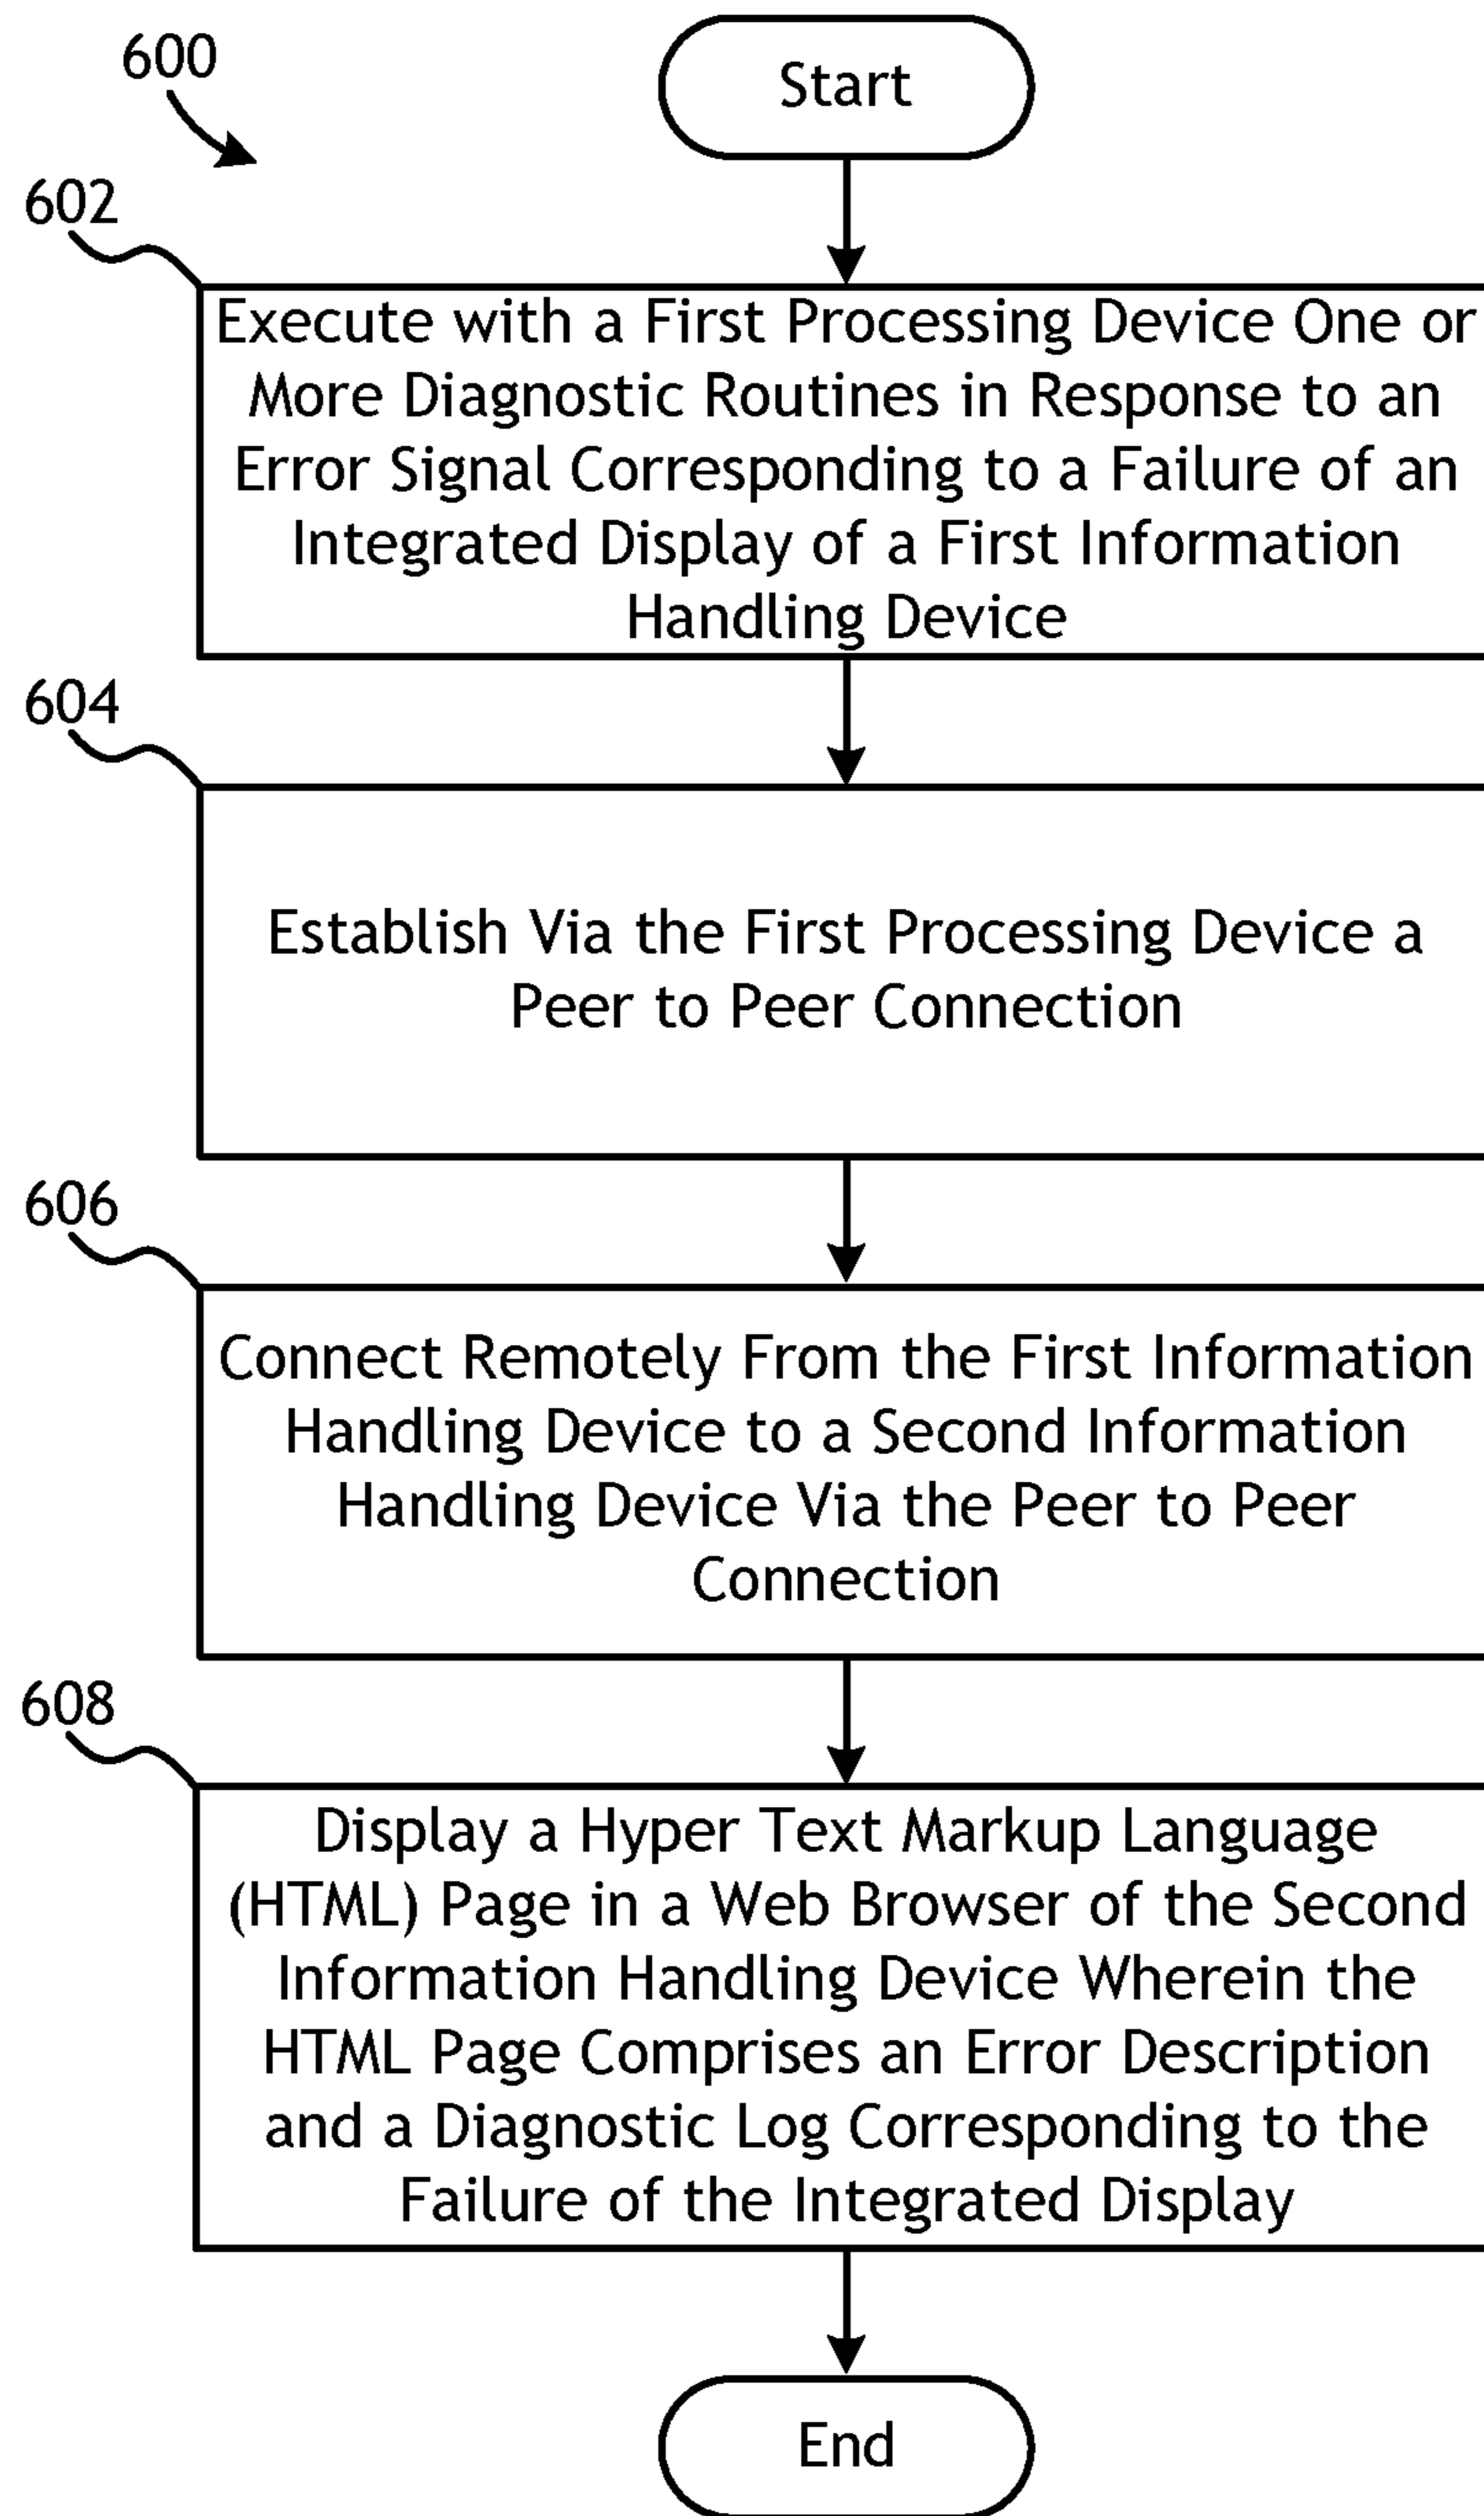 600
Start
602
Execute with a First Processing Device One or
More Diagnostic Routines in Response to an
Error Signal Corresponding to a Failure of an
Integrated Display of a First Information
Handling Device
604
Establish Via the First Processing Device a
Peer to Peer Connection
606
Connect Remotely From the First Information
Handling Device to a Second Information
Handling Device Via the Peer to Peer
Connection
608
Display a Hyper Text Markup Language
(HTML) Page in a Web Browser of the Second
Information Handling Device Wherein the
HTML Page Comprises an Error Description
and a Diagnostic Log Corresponding to the
Failure of the Integrated Display
End